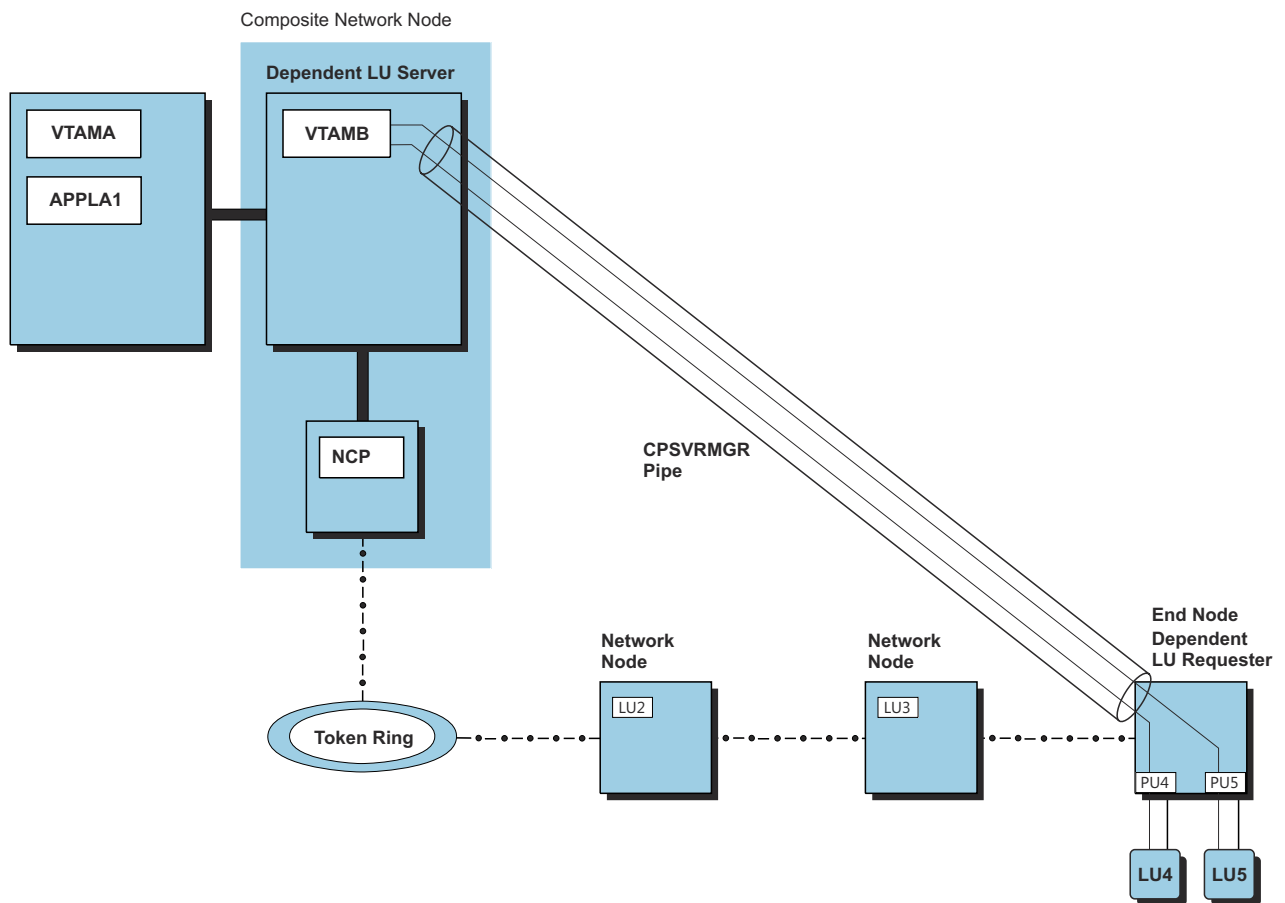 Composite Network Node
Dependent LU Server
VTAMA
VTAMB
APPLA1
NCP
CPSVRMGR
Pipe
Network
Node
LU2
Network
Node
LU3
End Node
Dependent
LU Requester
Token Ring
PU4
PU5
LU4
LU5